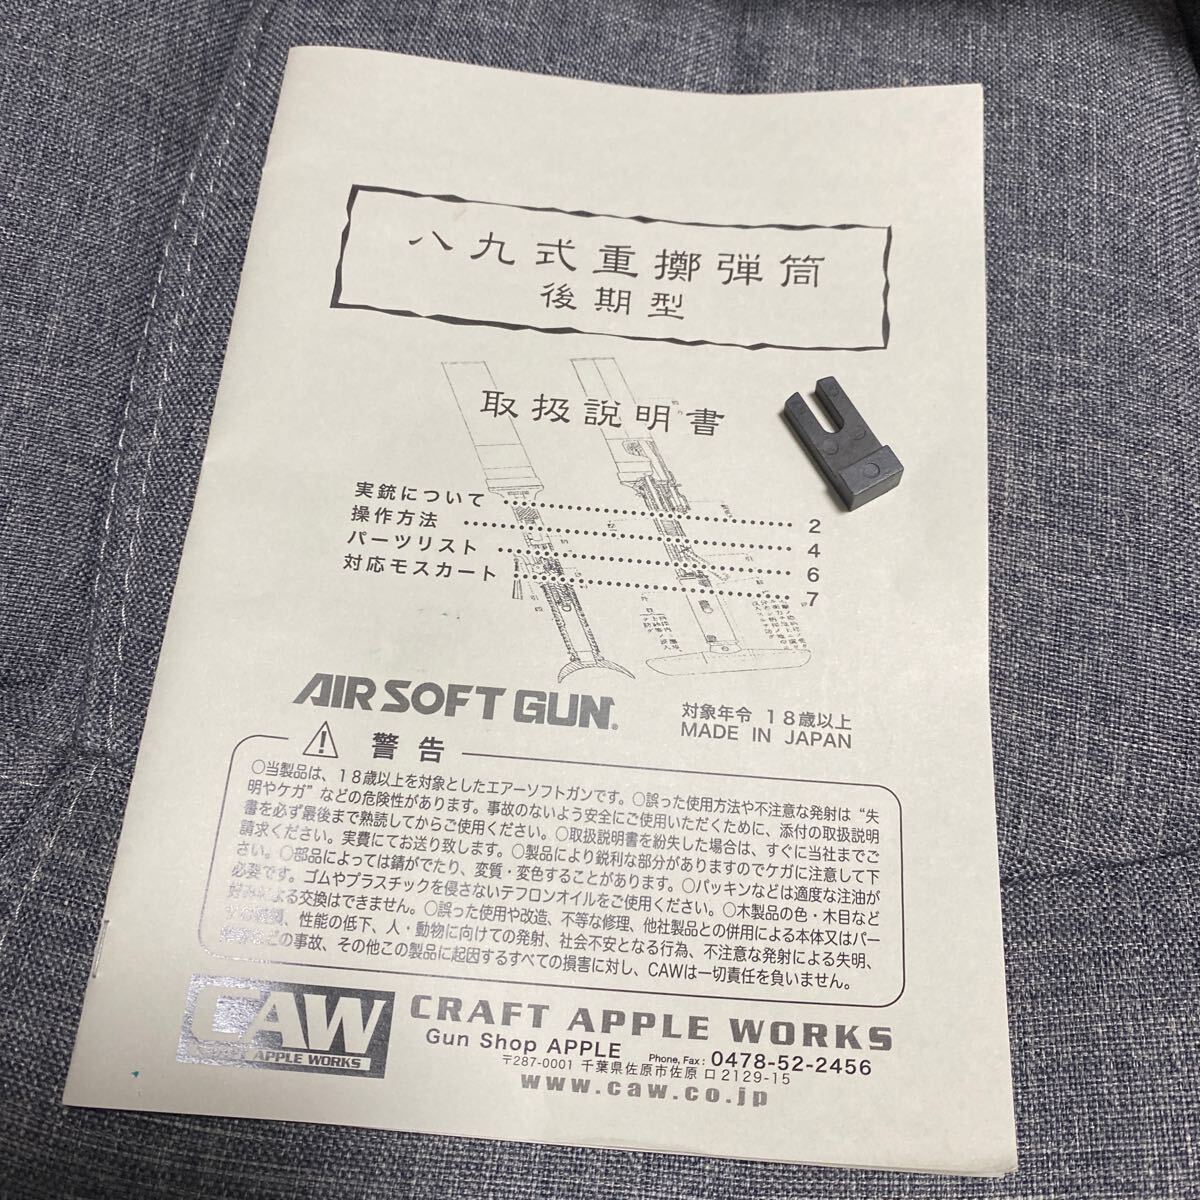 八九式重擲弾筒
後期型
取扱説明書
実銃について 2
操作方法 4
パーツリスト 6
対応モスカート 7
AIR SOFT GUN
対象年令 18歳以上
MADE IN JAPAN
警告
○当製品は、18歳以上を対象としたエアーソフトガンです。○誤った使用方法や不注意な発射は“失
明やケガ”などの危険性があります。事故のないよう安全にご使用いただくために、添付の取扱説明
書を必ず最後まで熟読してからご使用ください。○取扱説明書を紛失した場合は、すぐに当社までご
請求ください。実費にてお送り致します。○製品により鋭利な部分がありますのでケガに注意して下
さい。○部品によっては錆がでたり、変質・変色することがあります。○パッキンなどは適度な注油が
必要です。ゴムやプラスチックを侵さないテフロンオイルをご使用ください。○木製品の色・木目など
好みによる交換はできません。○誤った使用や改造、不等な修理、他社製品との併用による本体又はパー
性能の低下、人・動物に向けての発射、社会不安となる行為、不注意な発射による失明、
どの事故、その他この製品に起因するすべての損害に対し、CAWは一切責任を負いません。
CAW
APPLE WORKS
CRAFT APPLE WORKS
Gun Shop APPLE Phone, Fax: 0478-52-2456
〒287-0001 千葉県佐原市佐原 口 2129-15
www.caw.co.jp